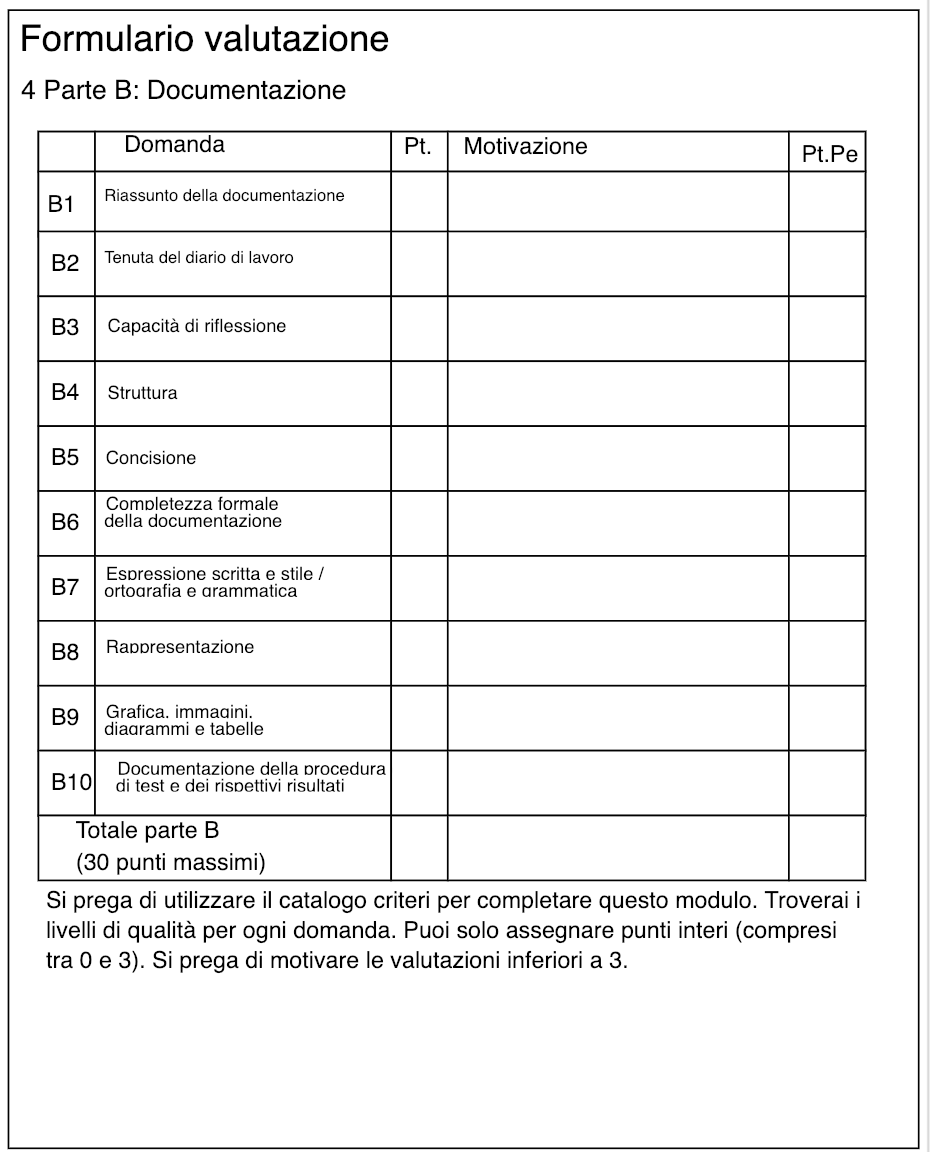 Formulario valutazione
4 Parte B: Documentazione
Domanda Pt. Motivazione Pt.Pe
B1 Riassunto della documentazione
B2 Tenuta del diario di lavoro
B3 Capacità di riflessione
B4 Struttura
B5 Concisione
B6 Completezza formale
della documentazione
B7 Espressione scritta e stile /
ortografia e grammatica
B8 Rappresentazione
B9 Grafica, immagini,
diagrammi e tabelle
B10 Documentazione della procedura
di test e dei rispettivi risultati
Totale parte B
(30 punti massimi)
Si prega di utilizzare il catalogo criteri per completare questo modulo. Troverai i
livelli di qualità per ogni domanda. Puoi solo assegnare punti interi (compresi
tra 0 e 3). Si prega di motivare le valutazioni inferiori a 3.